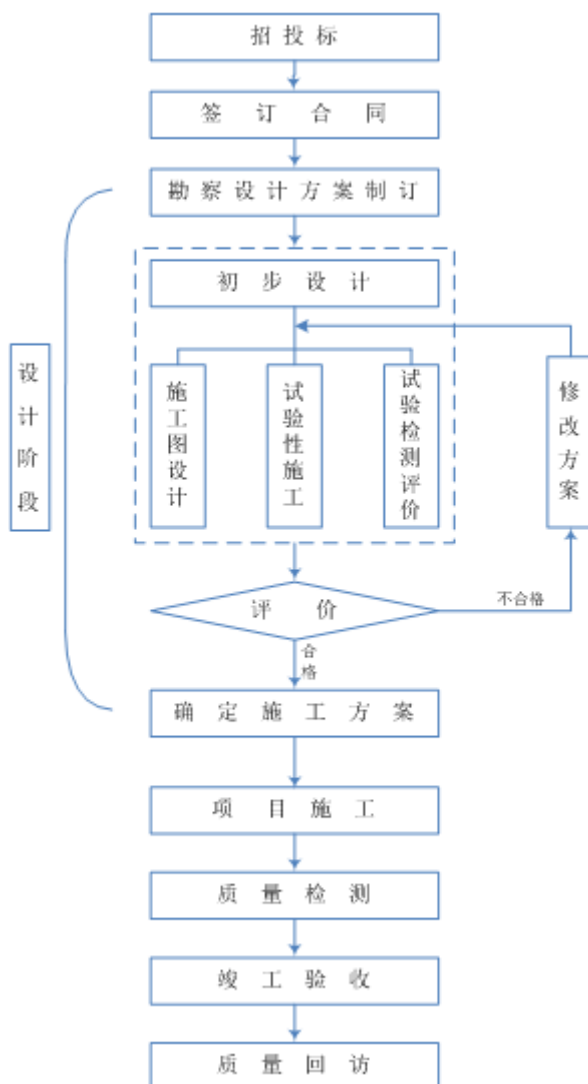 招投标
签订合同
勘察设计方案制订
初步设计
设计阶段
施工图设计
试验性施工
试验检测评价
修改方案
评价
不合格
合格
确定施工方案
项目施工
质量检测
竣工验收
质量回访